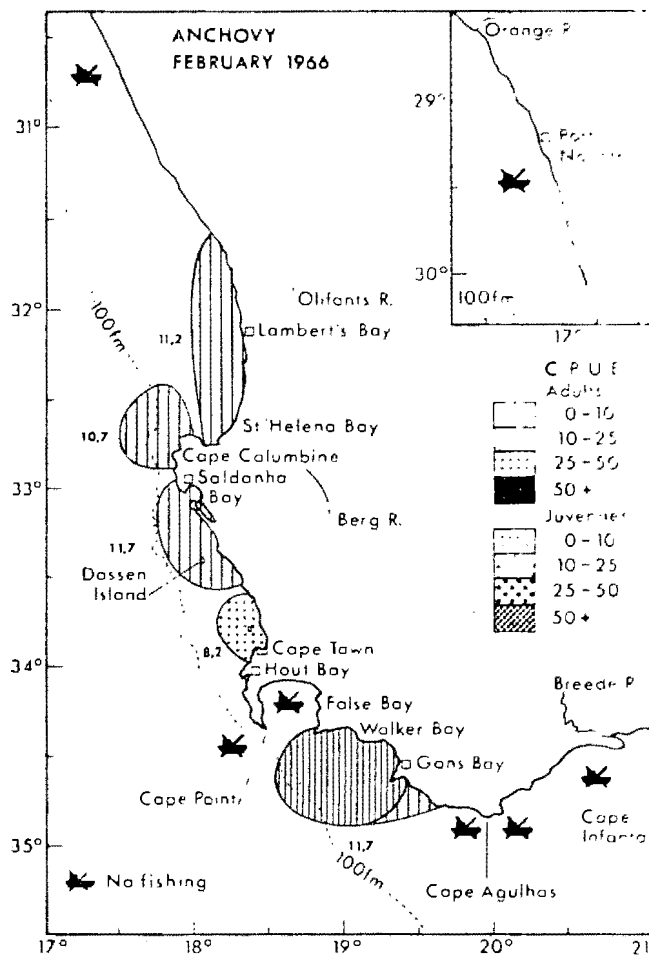 ANCHOVY
FEBRUARY 1966
Orange R.
29°
Port
30°
100fm
17°
31°
32°
33°
34°
35°
100fm
11,2
Olifants R.
Lambert's Bay
10,7
St Helena Bay
Cape Columbine
Saldanha
Bay
Berg R.
11,7
Dassen
Island
8,2
Cape Town
Hout Bay
False Bay
Walker Bay
Gans Bay
Breede R
Cape Point
Cape
Infanta
11,7
100fm
Cape Agulhas
No fishing
C P U E
Adults
0-10
10-25
25-50
50+
Juveniles
0-10
10-25
25-50
50+
17°
18°
19°
20°
21